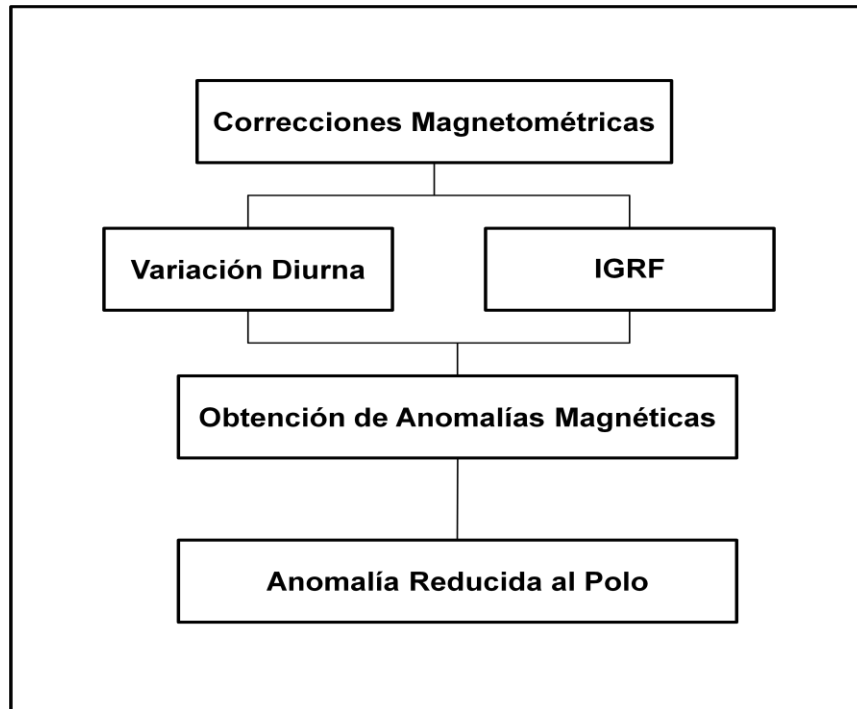 Correcciones Magnetométricas
Variación Diurna
IGRF
Obtención de Anomalías Magnéticas
Anomalía Reducida al Polo